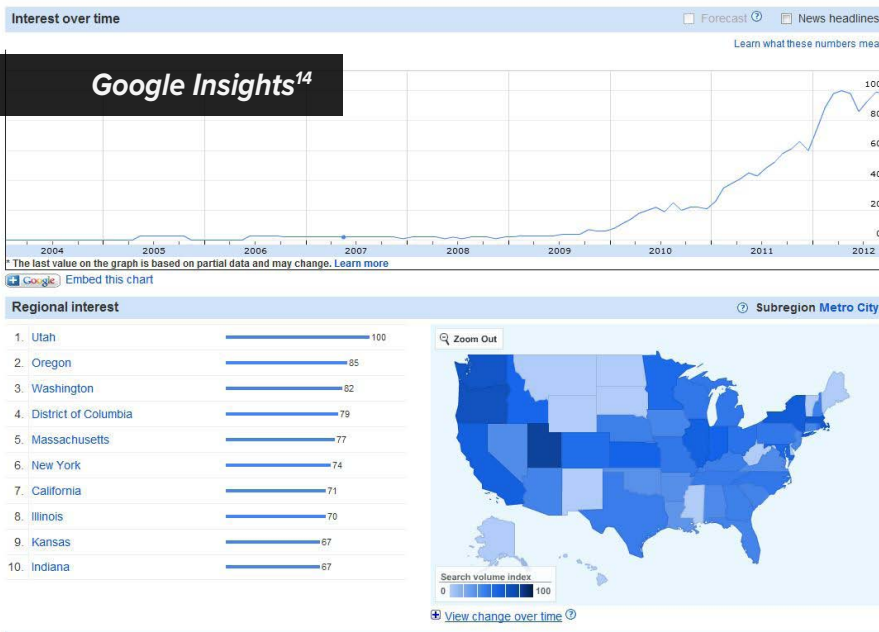 Interest over time
Forecast ? News headlines
Learn what these numbers mea
Google Insights¹⁴
100
80
60
40
20
0
2004 2005 2006 2007 2008 2009 2010 2011 2012
* The last value on the graph is based on partial data and may change. Learn more
+ Google Embed this chart
Regional interest
? Subregion Metro City
1. Utah 100
2. Oregon 85
3. Washington 82
4. District of Columbia 79
5. Massachusetts 77
6. New York 74
7. California 71
8. Illinois 70
9. Kansas 67
10. Indiana 67
Zoom Out
Search volume index
0 100
+ View change over time ?